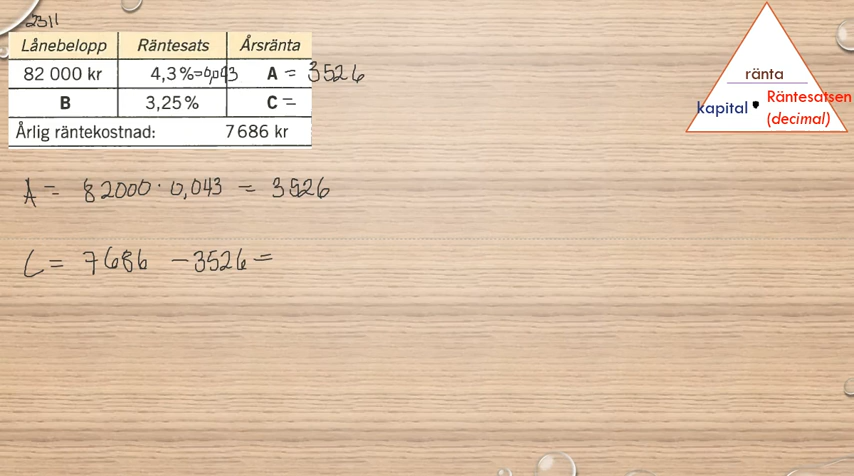 2311
Lånebelopp Räntesats Årsränta
82 000 kr 4,3 %=0,043 A = 3526
B 3,25 % C =
Årlig räntekostnad: 7 686 kr
A = 82000 · 0,043 = 3526
C = 7686 - 3526 =
ränta
kapital • Räntesatsen
(decimal)